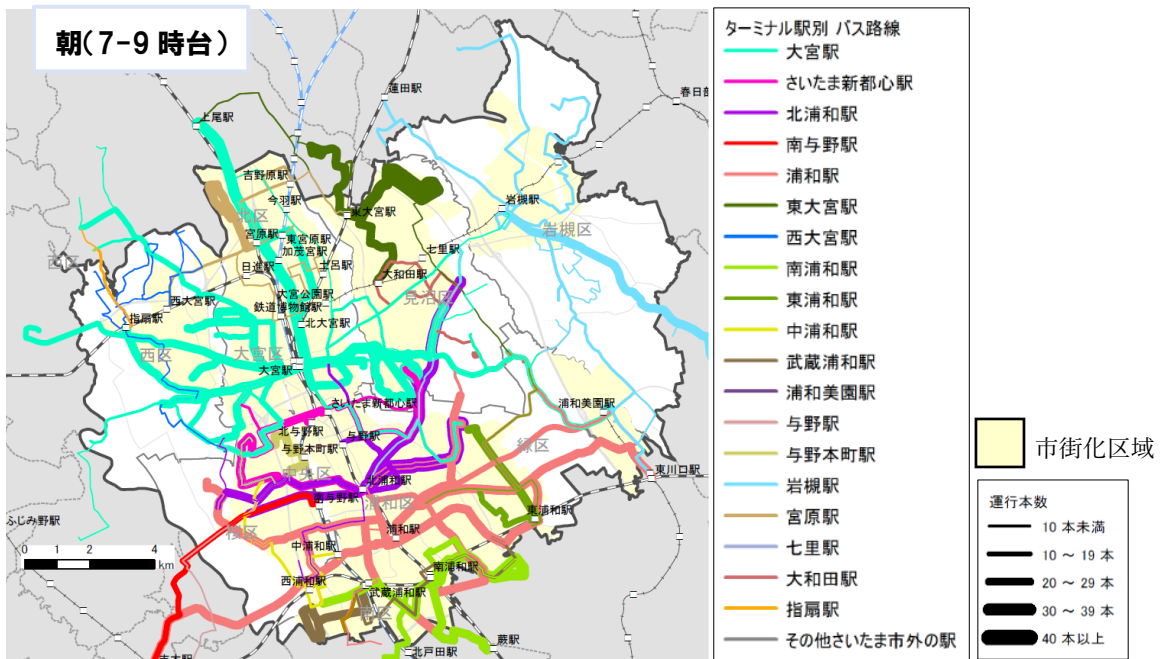 朝(7-9 時台)
蓮田駅
春日部
上尾駅
吉野原駅
今羽駅
東大宮駅
岩槻駅
北区
岩槻区
宮原駅
東宮原駅
七里駅
加茂宮駅
西区
日進駅
土呂駅
大和田駅
大宮公園駅
見沼区
西大宮駅
鉄道博物館駅
指扇駅
北大宮駅
西区
大宮区
大宮駅
さいたま新都心駅
浦和美園駅
北与野駅
与野駅
緑区
与野本町駅
中央区
東川口駅
北浦和駅
南与野駅
浦和区
ふじみ野駅
東浦和駅
桜区
浦和駅
中浦和駅
0 1 2 4
km
西浦和駅
南浦和駅
武蔵浦和駅
南区
蕨駅
北戸田駅
ターミナル駅別 バス路線
大宮駅
さいたま新都心駅
北浦和駅
南与野駅
浦和駅
東大宮駅
西大宮駅
南浦和駅
東浦和駅
中浦和駅
武蔵浦和駅
浦和美園駅
与野駅
与野本町駅
岩槻駅
宮原駅
七里駅
大和田駅
指扇駅
その他さいたま市外の駅
市街化区域
運行本数
10 本未満
10 ～ 19 本
20 ～ 29 本
30 ～ 39 本
40 本以上